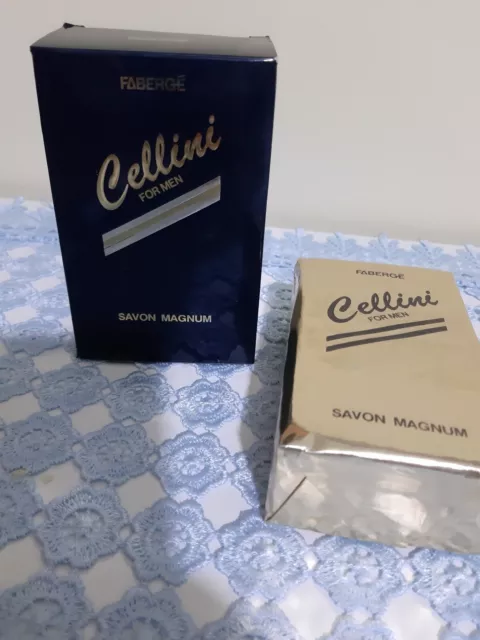 FABERGÉ
Cellini
FOR MEN
SAVON MAGNUM
FABERGÉ
Cellini
FOR MEN
SAVON MAGNUM